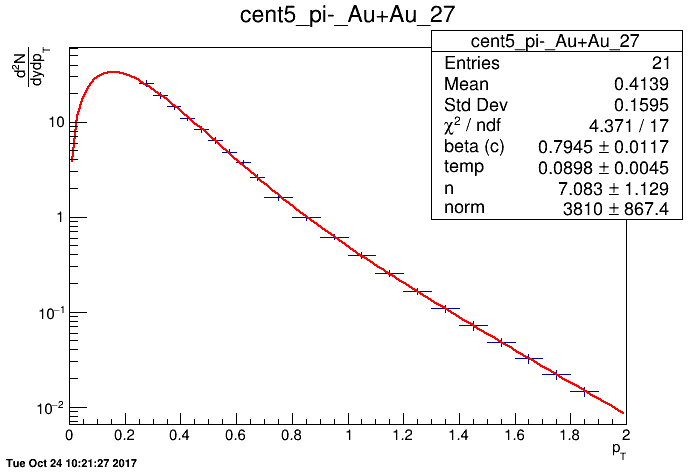 cent5_pi-_Au+Au_27
d²N
dydp_T
cent5_pi-_Au+Au_27
Entries 21
Mean 0.4139
Std Dev 0.1595
χ² / ndf 4.371 / 17
beta (c) 0.7945 ± 0.0117
temp 0.0898 ± 0.0045
n 7.083 ± 1.129
norm 3810 ± 867.4
10
1
10⁻¹
10⁻²
0 0.2 0.4 0.6 0.8 1 1.2 1.4 1.6 1.8 2
p_T
Tue Oct 24 10:21:27 2017